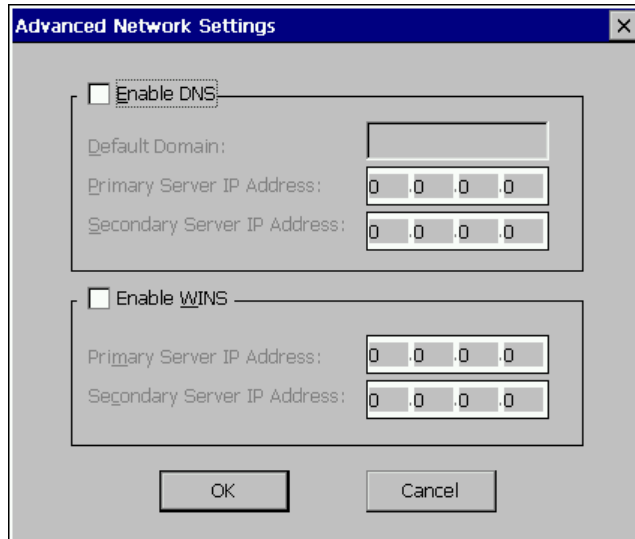 Advanced Network Settings
Enable DNS
Default Domain:
Primary Server IP Address: 0 .0 .0 .0
Secondary Server IP Address: 0 .0 .0 .0
Enable WINS
Primary Server IP Address: 0 .0 .0 .0
Secondary Server IP Address: 0 .0 .0 .0
OK Cancel